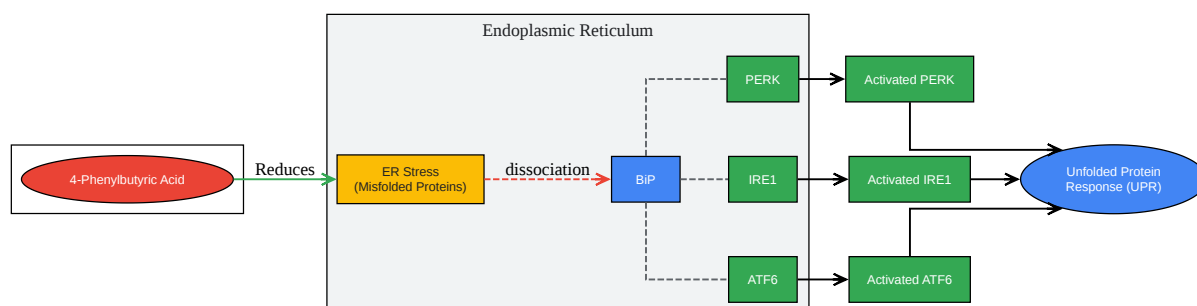 Endoplasmic Reticulum
PERK
Activated PERK
4-Phenylbutyric Acid
Reduces
ER Stress
(Misfolded Proteins)
dissociation
BiP
IRE1
Activated IRE1
Unfolded Protein
Response (UPR)
ATF6
Activated ATF6